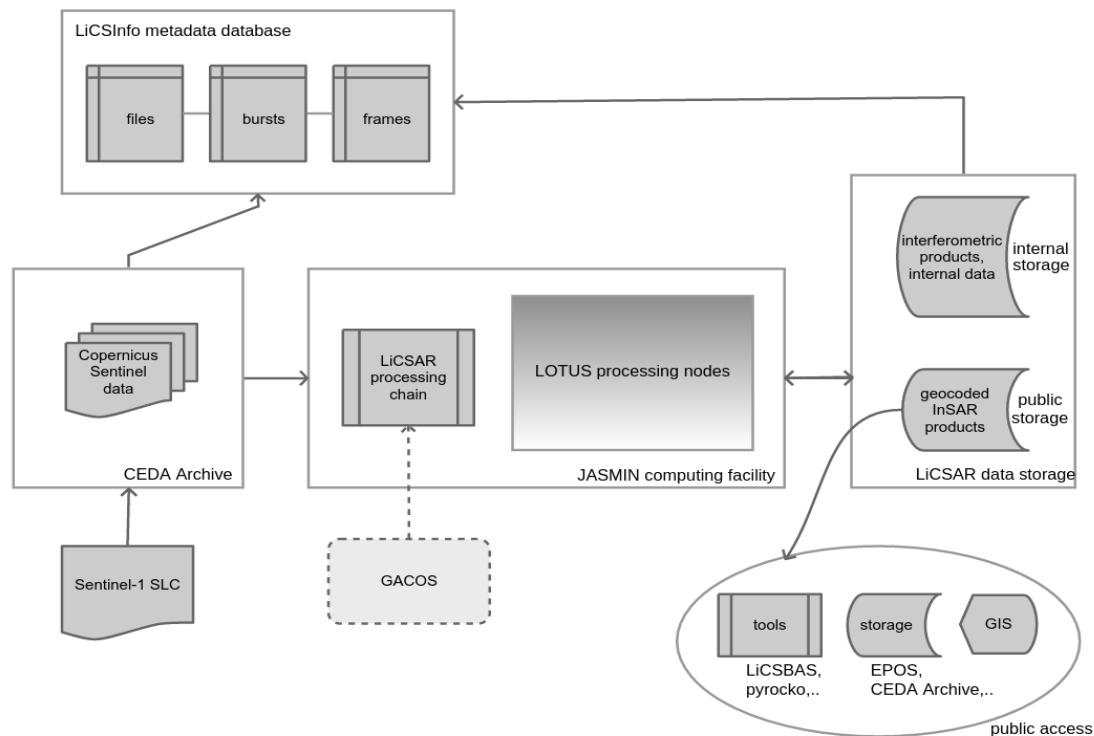 LiCSInfo metadata database
files
bursts
frames
interferometric
products,
internal data
internal
storage
Copernicus
Sentinel
data
CEDA Archive
LiCSAR
processing
chain
LOTUS processing nodes
JASMIN computing facility
geocoded
InSAR
products
public
storage
LiCSAR data storage
Sentinel-1 SLC
GACOS
tools
LiCSBAS,
pyrocko,..
storage
EPOS,
CEDA Archive,..
GIS
public access